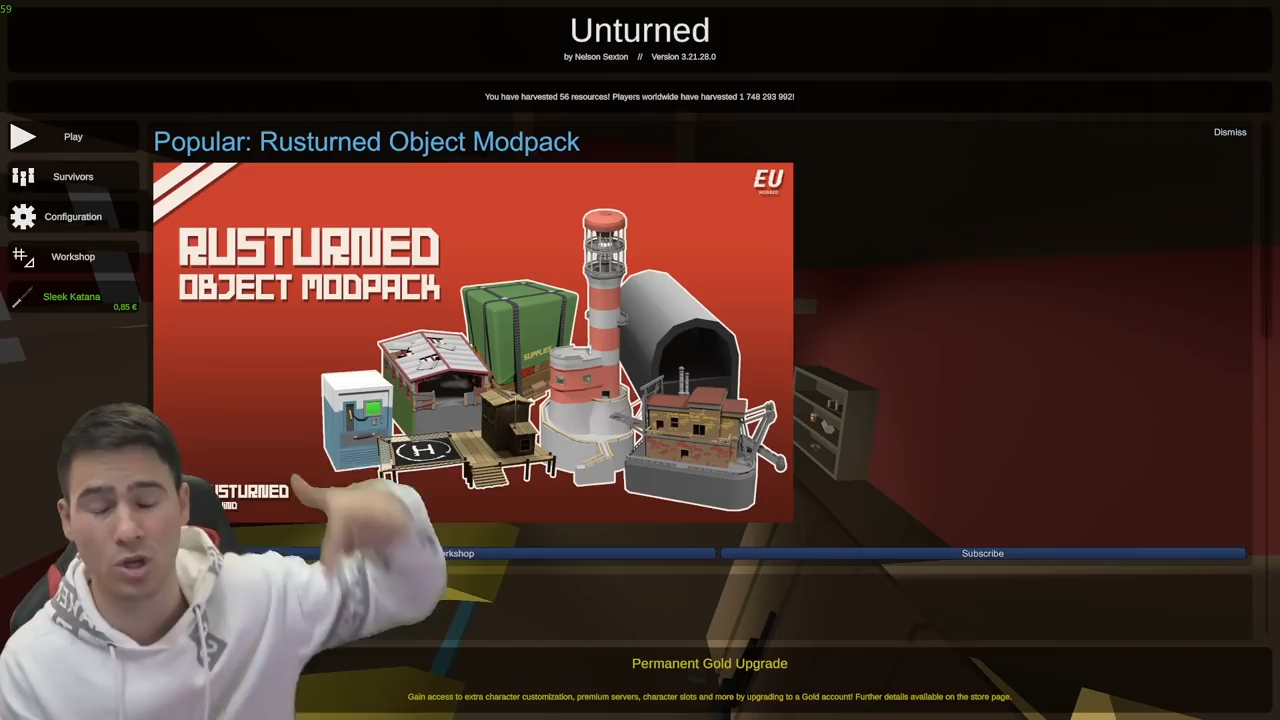 59
Unturned
by Nelson Sexton // Version 3.21.28.0
You have harvested 56 resources! Players worldwide have harvested 1 748 293 992!
Play
Survivors
Configuration
Workshop
Sleek Katana
0,85 €
Popular: Rusturned Object Modpack
Dismiss
EU
RUSTURNED
OBJECT MODPACK
SUPPLIES
H
Subscribe
Permanent Gold Upgrade
Gain access to extra character customization, premium servers, character slots and more by upgrading to a Gold account! Further details available on the store page.